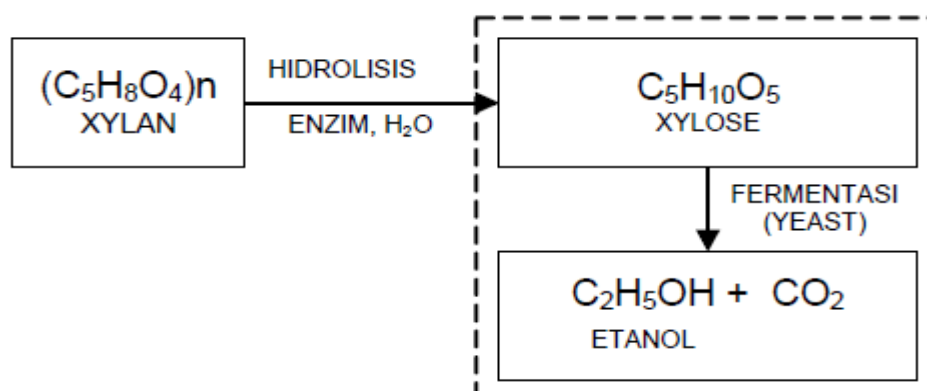 (C₅H₈O₄)n
XYLAN
HIDROLISIS
ENZIM, H₂O
C₅H₁₀O₅
XYLOSE
FERMENTASI
(YEAST)
C₂H₅OH + CO₂
ETANOL